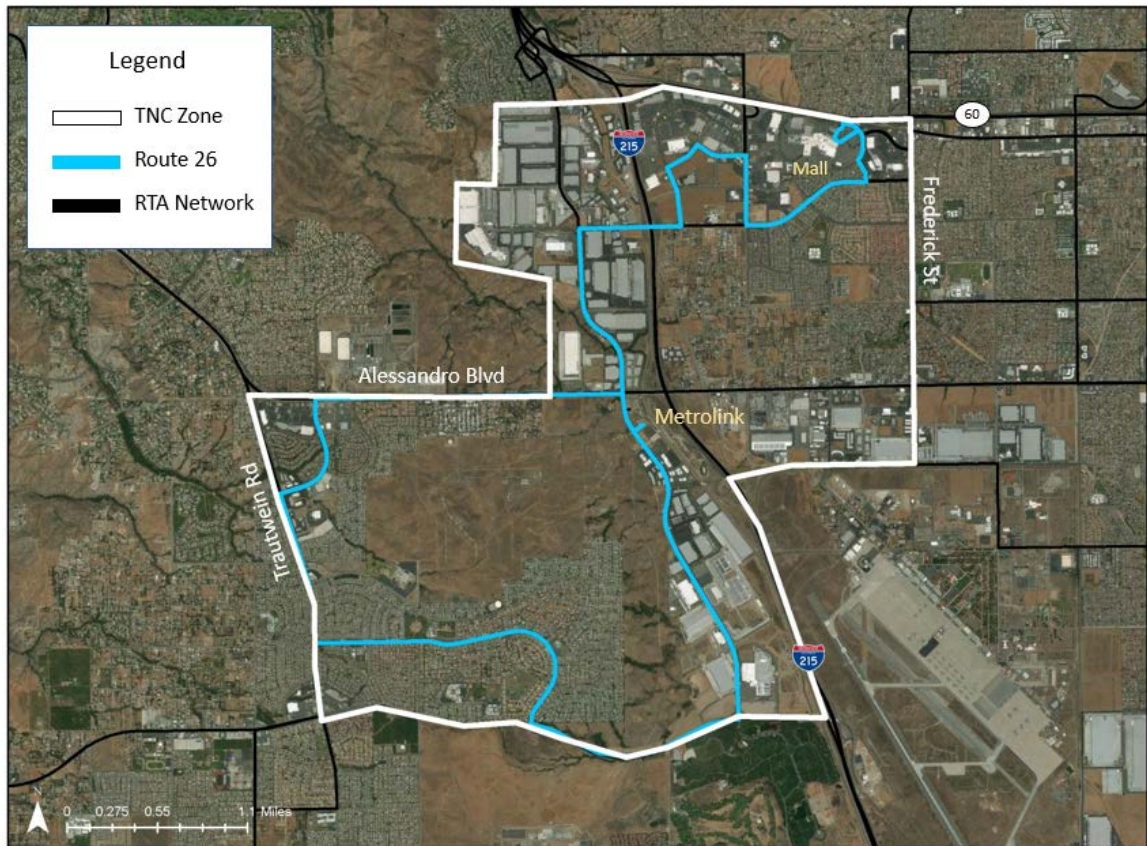 Legend
TNC Zone
Route 26
RTA Network
60
215
Mall
Frederick St
Alessandro Blvd
Metrolink
Trautwein Rd
215
N
0 0.275 0.55 1.1 Miles